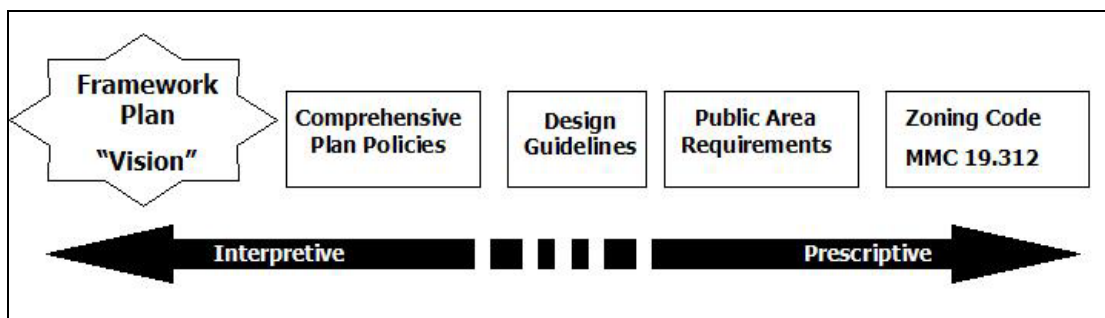 Framework
Plan
“Vision”
Comprehensive
Plan Policies
Design
Guidelines
Public Area
Requirements
Zoning Code
MMC 19.312
Interpretive
Prescriptive